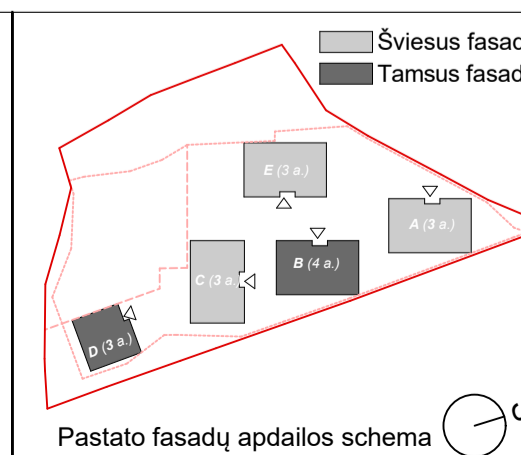 Šviesus fasad
Tamsus fasad
E (3 a.)
A (3 a.)
B (4 a.)
C (3 a.)
D (3 a.)
Pastato fasadų apdailos schema